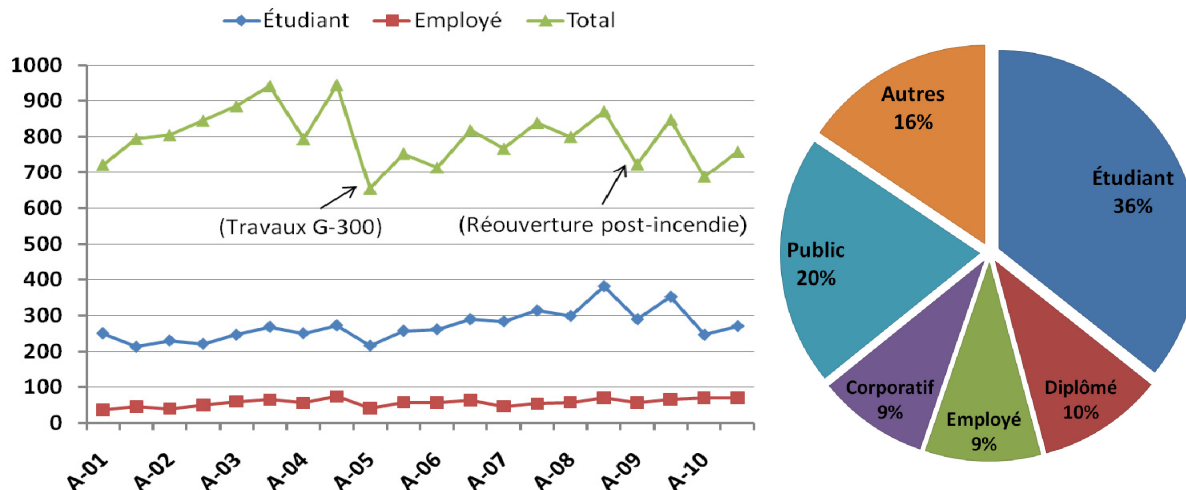 Étudiant Employé Total
1000
900
800
700
600
500
400
300
200
100
0
(Travaux G-300)
(Réouverture post-incendie)
A-01 A-02 A-03 A-04 A-05 A-06 A-07 A-08 A-09 A-10
Autres
16%
Étudiant
36%
Public
20%
Corporatif
9%
Employé
9%
Diplômé
10%